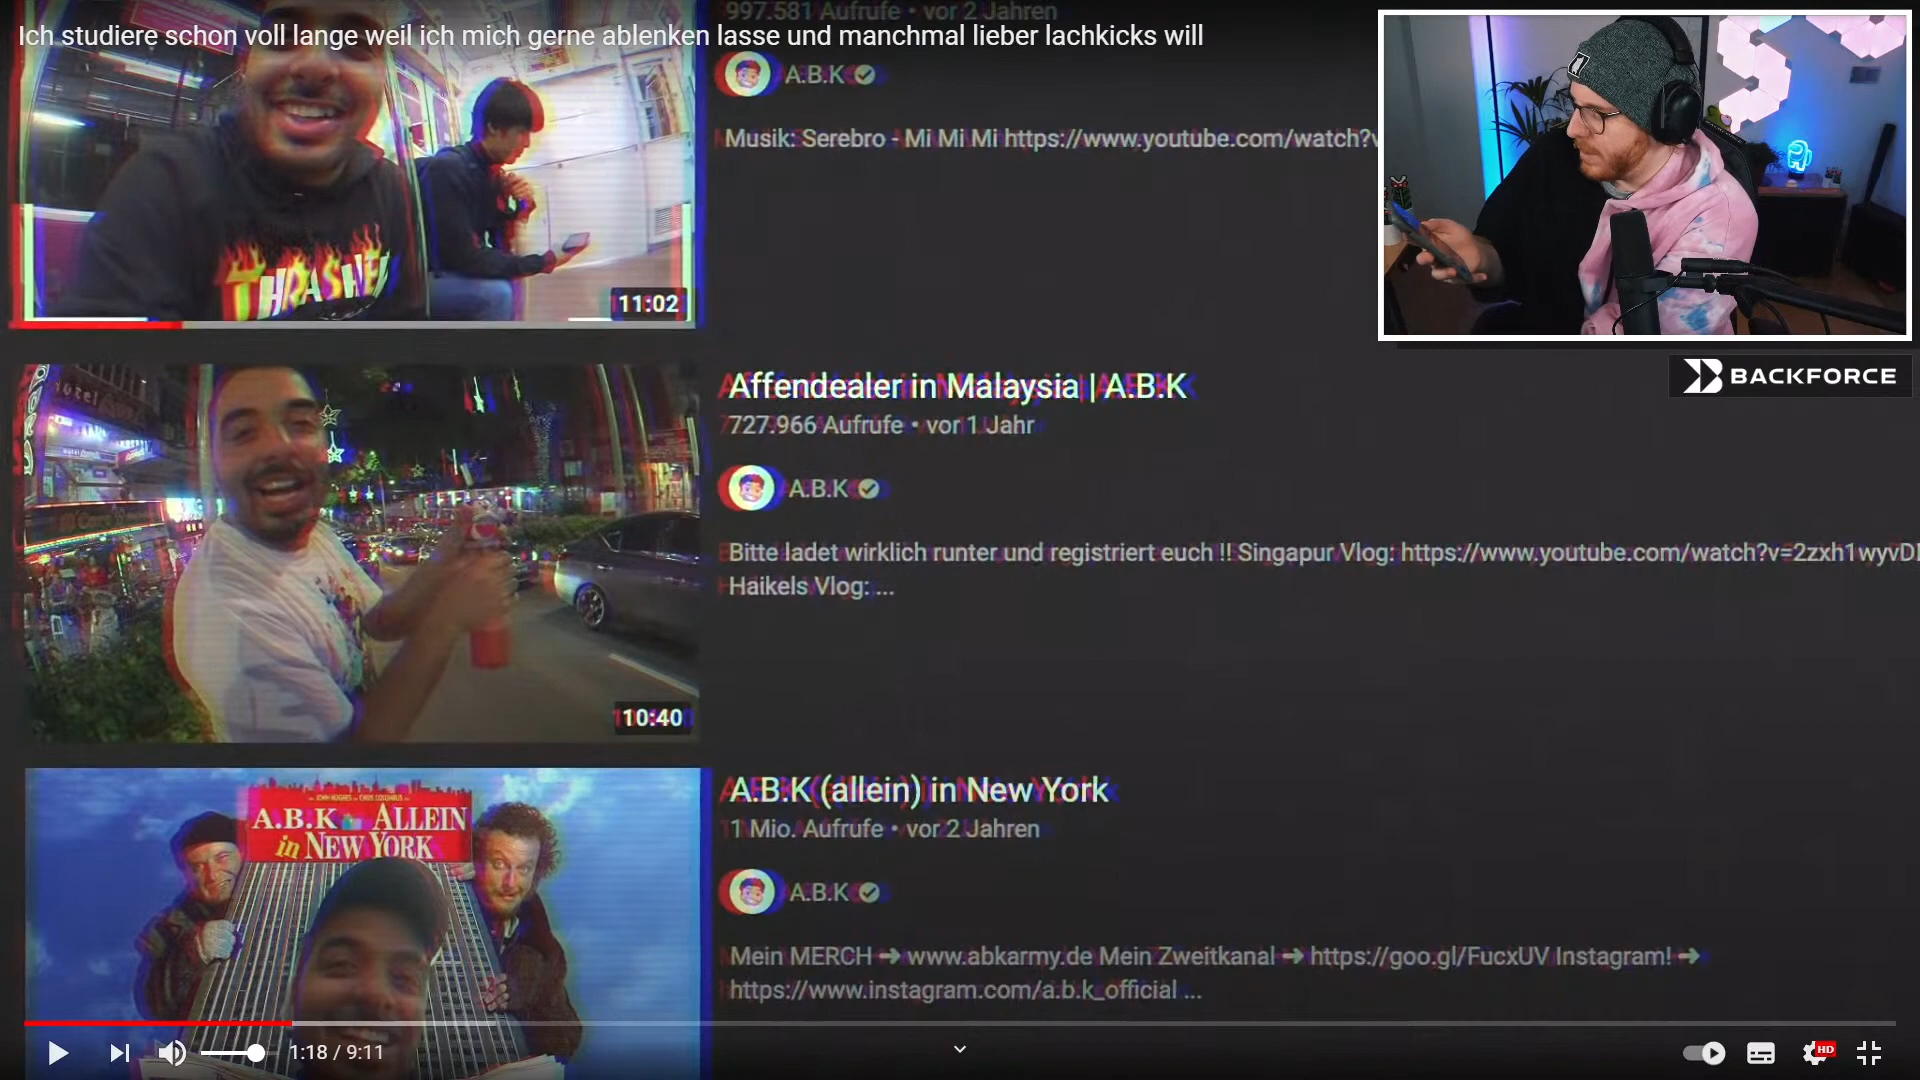 997.581 Aufrufe • vor 2 Jahren
Ich studiere schon voll lange weil ich mich gerne ablenken lasse und manchmal lieber lachkicks will
A.B.K
Musik: Serebro - Mi Mi Mi https://www.youtube.com/watch?v
THRASHER
11:02
BACKFORCE
Affendealer in Malaysia | A.B.K
727.966 Aufrufe • vor 1 Jahr
A.B.K
Bitte ladet wirklich runter und registriert euch !! Singapur Vlog: https://www.youtube.com/watch?v=2zxh1wyvD
Haikels Vlog: ...
10:40
A.B.K (allein) in New York
1 Mio. Aufrufe • vor 2 Jahren
A.B.K ALLEIN
in NEW YORK
A.B.K
Mein MERCH ➔ www.abkarmy.de Mein Zweitkanal ➔ https://goo.gl/FucxUV Instagram! ➔
https://www.instagram.com/a.b.k_official ...
1:18 / 9:11
HD